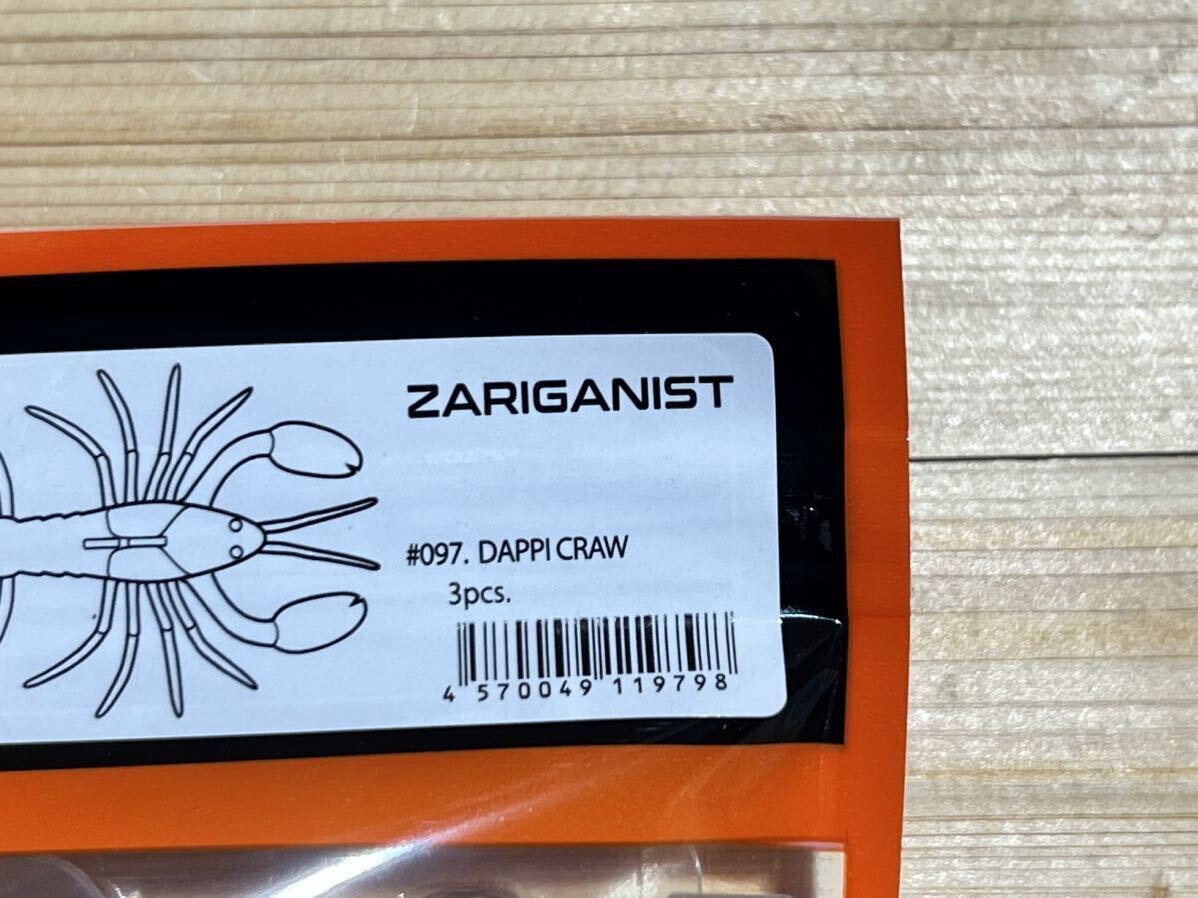 ZARIGANIST
#097. DAPPI CRAW
3pcs.
4 570049 119798